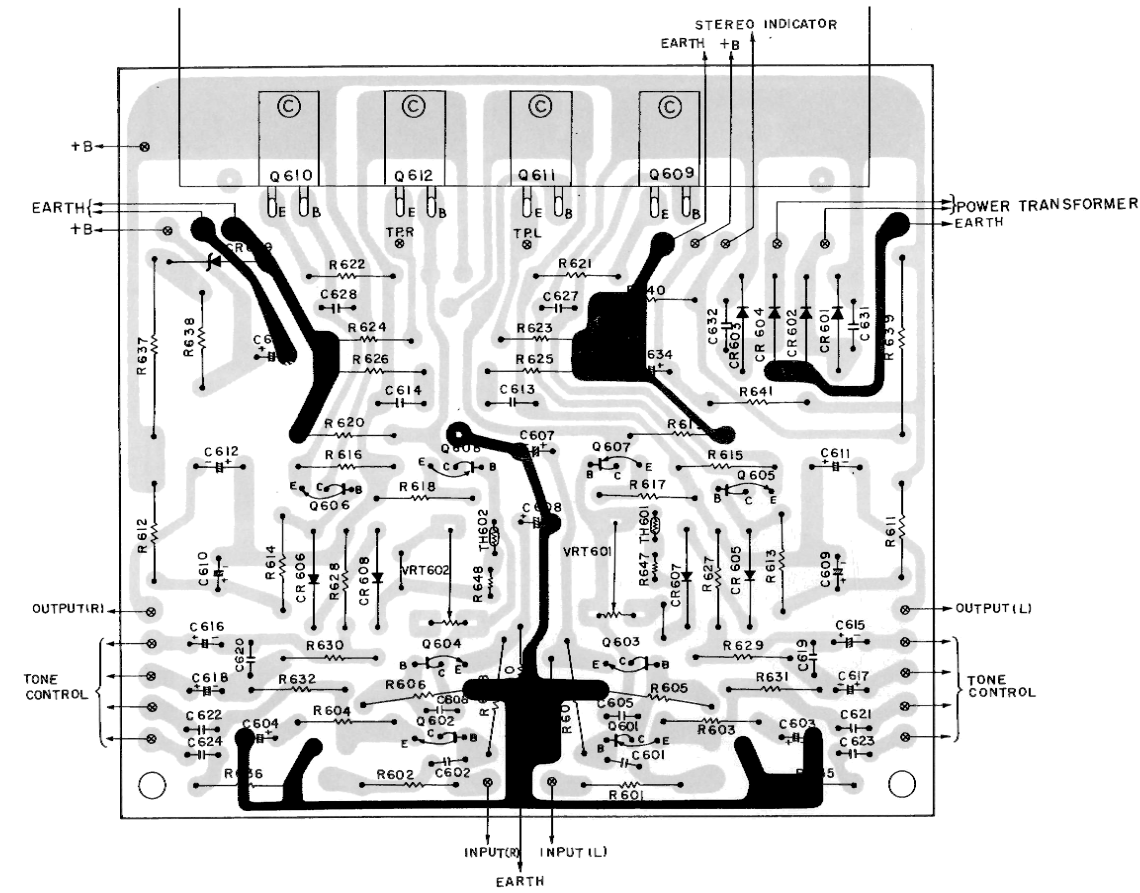 STEREO INDICATOR
EARTH +B
C C C C
+B
Q610 Q612 Q611 Q609
E B E B E B E B
EARTH
POWER TRANSFORMER
+B
EARTH
T.P.R T.P.L
R622 R621
C628 C627
R624 R623
C632 CR603 CR604 CR602 CR601 C631
R637 R638 R639
R626 R625
634
C614 C613
R641
R620
C607
Q607
C612 R616 R615 C611
E C B
B C E
E C B
R618 R617 Q605
B C E
Q606
R612 R614 CR606 R628 CR608
TH602 TH601
R611
C610 VRT602 R648 VRT601 R647 CR607 R627 CR605 R613 C609
OUTPUT(R) OUTPUT(L)
C616 C620 R630 Q604 Q603 R629 C619 C615
B C E E C B
TONE CONTROL
C618 R632 R606 R605 R631 C617
TONE CONTROL
C622 C604 R604 Q602 C605 Q601 R603 C603 C621
E C B B C E
C624 C602 C601 C623
R602 R601
INPUT(R) INPUT(L)
EARTH